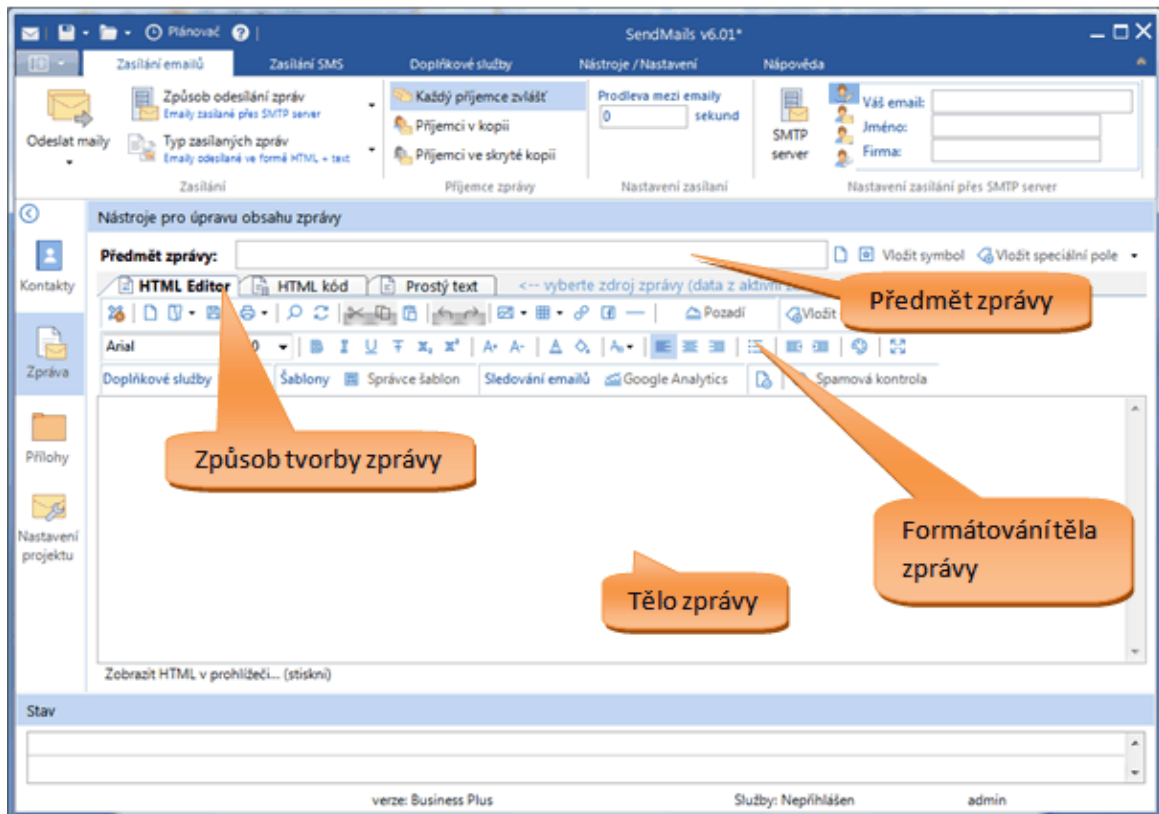 Plánovač
SendMails v6.01*
Zasílání emailů Zasílání SMS Doplňkové služby Nástroje / Nastavení Nápověda
Odeslat maily
Způsob odesílání zpráv
Emaily zasílané přes SMTP server
Typ zasílaných zpráv
Emaily odesílané ve formě HTML + text
Zasílání
Každý příjemce zvlášť
Příjemci v kopii
Příjemci ve skryté kopii
Příjemce zprávy
Prodleva mezi emaily
0 sekund
Nastavení zasílaní
SMTP
server
Váš email:
Jméno:
Firma:
Nastavení zasílání přes SMTP server
Kontakty
Zpráva
Přílohy
Nastavení
projektu
Nástroje pro úpravu obsahu zprávy
Předmět zprávy: Vložit symbol Vložit speciální pole
HTML Editor HTML kód Prostý text <-- vyberte zdroj zprávy (data z
Předmět zprávy
Pozadí Vložit
Arial
Doplňkové služby Šablony Správce šablon Sledování emailů Google Analytics Spamová kontrola
Způsob tvorby zprávy
Formátování těla
zprávy
Tělo zprávy
Zobrazit HTML v prohlížeči... (stiskni)
Stav
verze: Business Plus Služby: Nepřihlášen admin